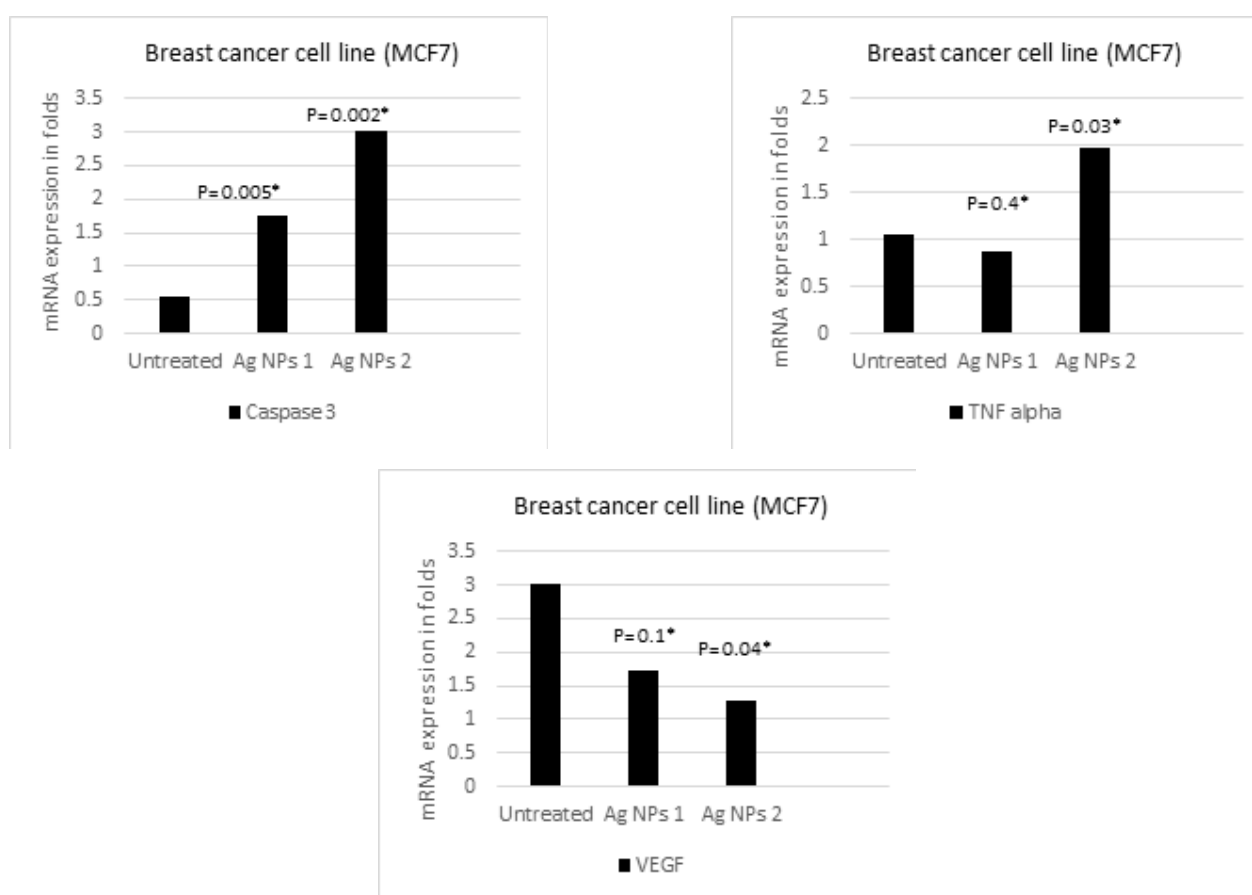 Breast cancer cell line (MCF7)
mRNA expression in folds
3.5
3
2.5
2
1.5
1
0.5
0
P=0.005*
P=0.002*
Untreated Ag NPs 1 Ag NPs 2
Caspase 3
Breast cancer cell line (MCF7)
mRNA expression in folds
2.5
2
1.5
1
0.5
0
P=0.4*
P=0.03*
Untreated Ag NPs 1 Ag NPs 2
TNF alpha
Breast cancer cell line (MCF7)
mRNA expression in folds
3.5
3
2.5
2
1.5
1
0.5
0
P=0.1*
P=0.04*
Untreated Ag NPs 1 Ag NPs 2
VEGF